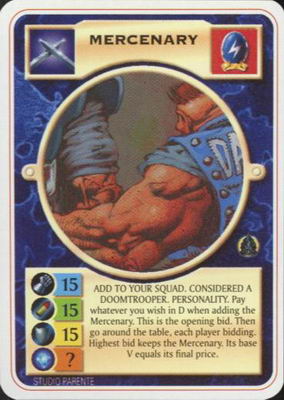 MERCENARY
DA
15
15
15
?
ADD TO YOUR SQUAD. CONSIDERED A
DOOMTROOPER. PERSONALITY. Pay
whatever you wish in D when adding the
Mercenary. This is the opening bid. Then
go around the table, each player bidding.
Highest bid keeps the Mercenary. Its base
V equals its final price.
STUDIO PARENTE